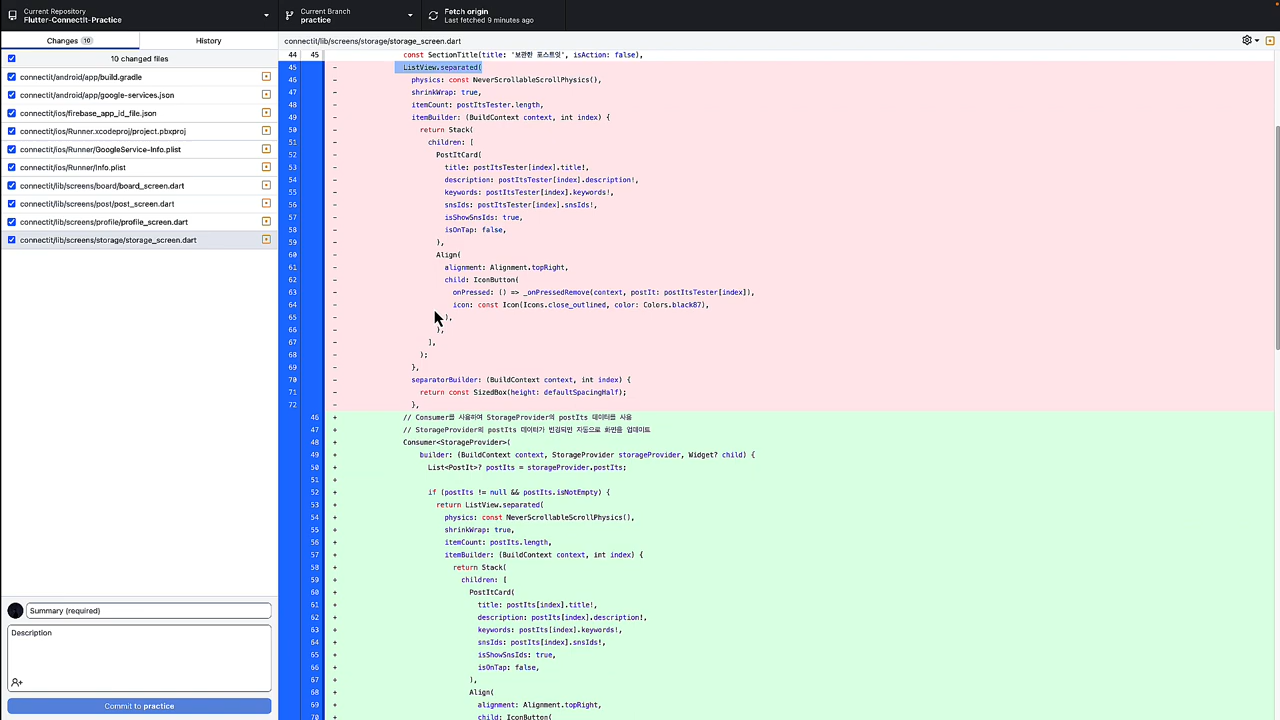 Current Repository
Flutter-Connectit-Practice
Current Branch
practice
Fetch origin
Last fetched 9 minutes ago
Changes 10
History
10 changed files
connectit/android/app/build.gradle
connectit/android/app/google-services.json
connectit/ios/firebase_app_id_file.json
connectit/ios/Runner.xcodeproj/project.pbxproj
connectit/ios/Runner/GoogleService-Info.plist
connectit/ios/Runner/Info.plist
connectit/lib/screens/board/board_screen.dart
connectit/lib/screens/post/post_screen.dart
connectit/lib/screens/profile/profile_screen.dart
connectit/lib/screens/storage/storage_screen.dart
Summary (required)
Description
Commit to practice
connectit/lib/screens/storage/storage_screen.dart
44 45 const SectionTitle(title: '보관한 포스트잇', isAction: false),
45 - ListView.separated(
46 - physics: const NeverScrollableScrollPhysics(),
47 - shrinkWrap: true,
48 - itemCount: postItsTester.length,
49 - itemBuilder: (BuildContext context, int index) {
50 - return Stack(
51 - children: [
52 - PostItCard(
53 - title: postItsTester[index].title!,
54 - description: postItsTester[index].description!,
55 - keywords: postItsTester[index].keywords!,
56 - snsIds: postItsTester[index].snsIds!,
57 - isShowSnsIds: true,
58 - isOnTap: false,
59 - ),
60 - Align(
61 - alignment: Alignment.topRight,
62 - child: IconButton(
63 - onPressed: () => _onPressedRemove(context, postIt: postItsTester[index]),
64 - icon: const Icon(Icons.close_outlined, color: Colors.black87),
65 - ),
66 - ),
67 - ],
68 - );
69 - },
70 - separatorBuilder: (BuildContext context, int index) {
71 - return const SizedBox(height: defaultSpacingHalf);
72 - },
46 + // Consumer를 사용하여 StorageProvider의 postIts 데이터를 사용
47 + // StorageProvider의 postIts 데이터가 변경되면 자동으로 화면을 업데이트
48 + Consumer<StorageProvider>(
49 + builder: (BuildContext context, StorageProvider storageProvider, Widget? child) {
50 + List<PostIt>? postIts = storageProvider.postIts;
51 +
52 + if (postIts != null && postIts.isNotEmpty) {
53 + return ListView.separated(
54 + physics: const NeverScrollableScrollPhysics(),
55 + shrinkWrap: true,
56 + itemCount: postIts.length,
57 + itemBuilder: (BuildContext context, int index) {
58 + return Stack(
59 + children: [
60 + PostItCard(
61 + title: postIts[index].title!,
62 + description: postIts[index].description!,
63 + keywords: postIts[index].keywords!,
64 + snsIds: postIts[index].snsIds!,
65 + isShowSnsIds: true,
66 + isOnTap: false,
67 + ),
68 + Align(
69 + alignment: Alignment.topRight,
70 + child: IconButton(